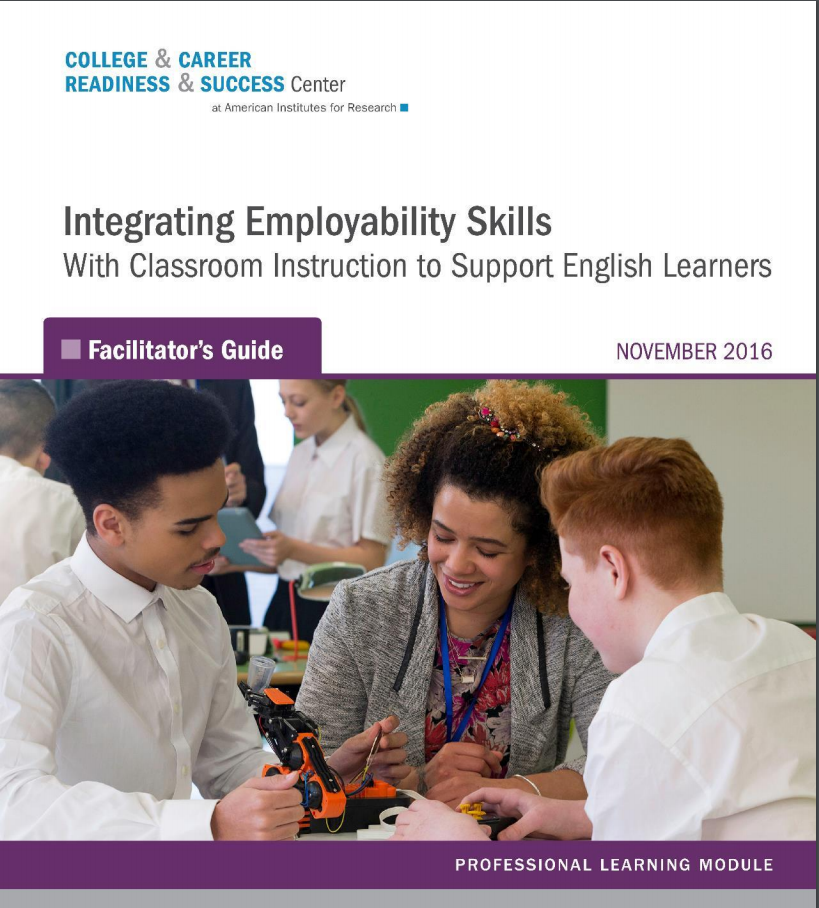 COLLEGE & CAREER
READINESS & SUCCESS Center
at American Institutes for Research
Integrating Employability Skills
With Classroom Instruction to Support English Learners
Facilitator's Guide
NOVEMBER 2016
PROFESSIONAL LEARNING MODULE